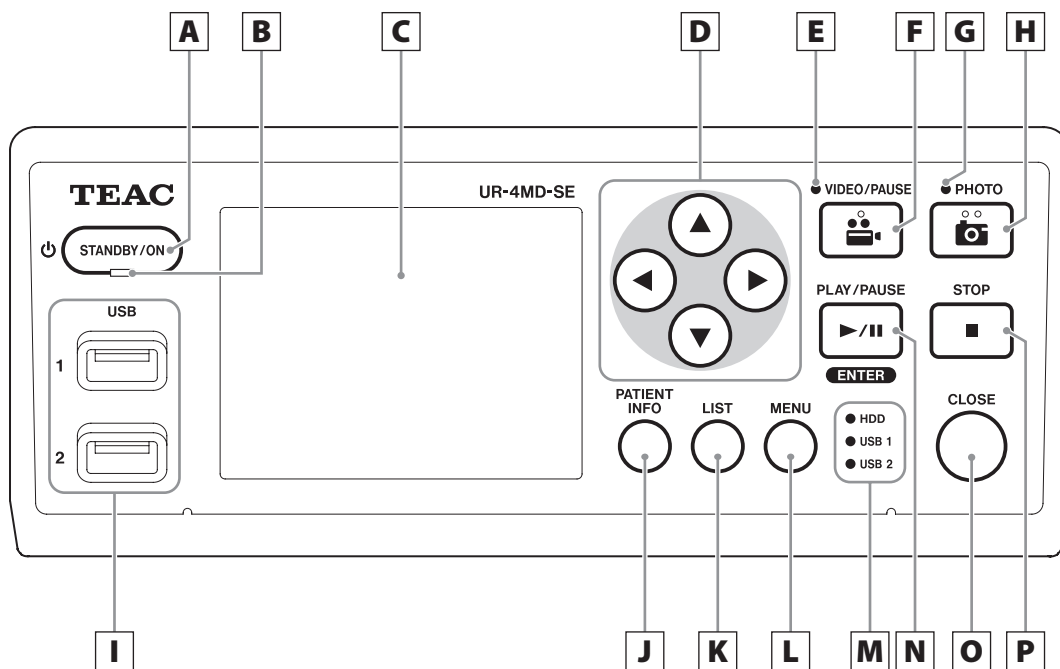 A B C D E F G H
TEAC
UR-4MD-SE
VIDEO/PAUSE
PHOTO
STANDBY/ON
USB
1
2
PLAY/PAUSE
STOP
ENTER
PATIENT
INFO
LIST
MENU
CLOSE
HDD
USB 1
USB 2
I J K L M N O P